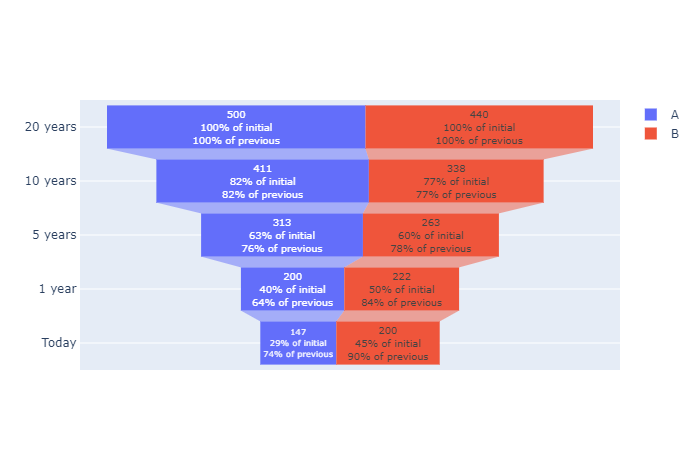 20 years
500
100% of initial
100% of previous
440
100% of initial
100% of previous
A
B
10 years
411
82% of initial
82% of previous
338
77% of initial
77% of previous
5 years
313
63% of initial
76% of previous
263
60% of initial
78% of previous
1 year
200
40% of initial
64% of previous
222
50% of initial
84% of previous
Today
147
29% of initial
74% of previous
200
45% of initial
90% of previous